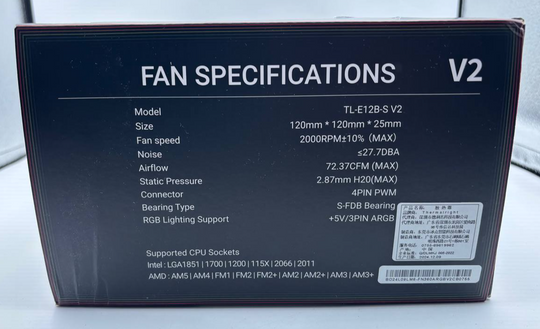 FAN SPECIFICATIONS V2
Model TL-E12B-S V2
Size 120mm * 120mm * 25mm
Fan speed 2000RPM±10% (MAX)
Noise ≤27.7DBA
Airflow 72.37CFM (MAX)
Static Pressure 2.87mm H20(MAX)
Connector 4PIN PWM
Bearing Type S-FDB Bearing
RGB Lighting Support +5V/3PIN ARGB
Thermalright
Supported CPU Sockets
Intel : LGA1851 | 1700 | 1200 | 115X | 2066 | 2011
AMD : AM5 | AM4 | FM1 | FM2 | FM2+ | AM2 | AM2+ | AM3 | AM3+